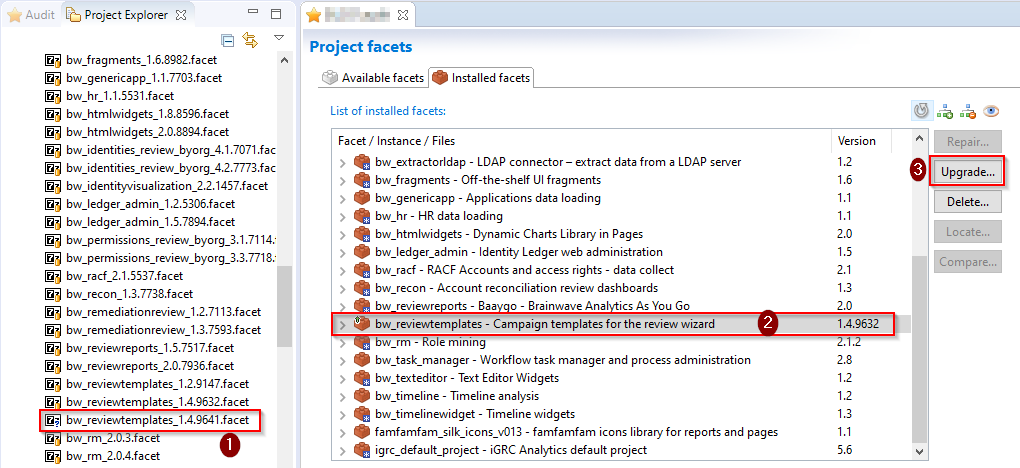 Audit
Project Explorer
bw_fragments_1.6.8982.facet
bw_genericapp_1.1.7703.facet
bw_hr_1.1.5531.facet
bw_htmlwidgets_1.8.8596.facet
bw_htmlwidgets_2.0.8894.facet
bw_identities_review_byorg_4.1.7071.facet
bw_identities_review_byorg_4.2.7773.facet
bw_identityvisualization_2.2.1457.facet
bw_ledger_admin_1.2.5306.facet
bw_ledger_admin_1.5.7894.facet
bw_permissions_review_byorg_3.1.7114.facet
bw_permissions_review_byorg_3.3.7718.facet
bw_racf_2.1.5537.facet
bw_recon_1.3.7738.facet
bw_remediationreview_1.2.7113.facet
bw_remediationreview_1.3.7593.facet
bw_reviewreports_1.5.7517.facet
bw_reviewreports_2.0.7936.facet
bw_reviewtemplates_1.2.9147.facet
bw_reviewtemplates_1.4.9632.facet
bw_reviewtemplates_1.4.9641.facet
1
bw_rm_2.0.3.facet
bw_rm_2.0.4.facet
Project facets
Available facets
Installed facets
List of installed facets:
Facet / Instance / Files Version
bw_extractorldap - LDAP connector – extract data from a LDAP server 1.2
bw_fragments - Off-the-shelf UI fragments 1.6
bw_genericapp - Applications data loading 1.1
bw_hr - HR data loading 1.1
bw_htmlwidgets - Dynamic Charts Library in Pages 2.0
bw_ledger_admin - Identity Ledger web administration 1.5
bw_racf - RACF Accounts and access rights - data collect 2.1
bw_recon - Account reconciliation review dashboards 1.3
bw_reviewreports - Baaygo - Brainwave Analytics As You Go 2.0
bw_reviewtemplates - Campaign templates for the review wizard 2 1.4.9632
bw_rm - Role mining 2.1.2
bw_task_manager - Workflow task manager and process administration 2.8
bw_texteditor - Text Editor Widgets 1.2
bw_timeline - Timeline analysis 1.2
bw_timelinewidget - Timeline widgets 1.3
famfamfam_silk_icons_v013 - famfamfam icons library for reports and pages 1.1
igrc_default_project - iGRC Analytics default project 5.6
Repair...
3 Upgrade...
Delete...
Locate...
Compare...